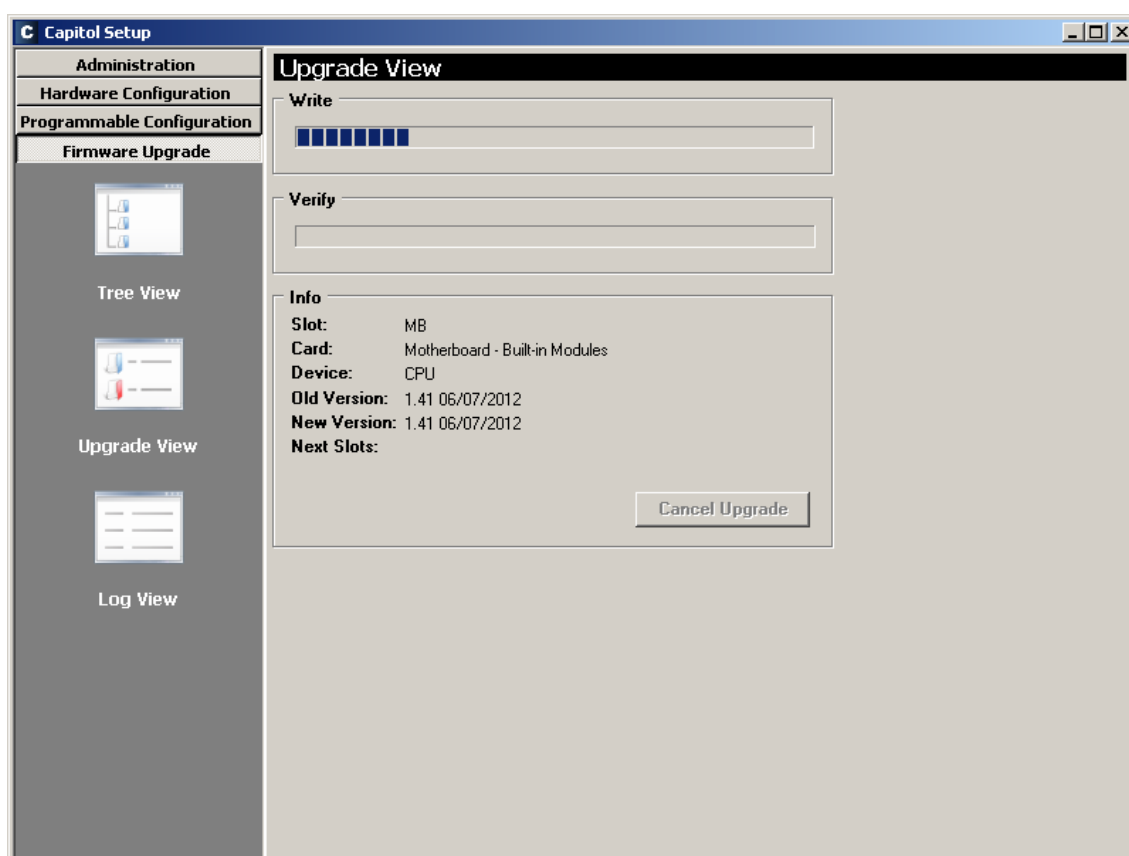 C Capitol Setup
Administration
Hardware Configuration
Programmable Configuration
Firmware Upgrade
Tree View
Upgrade View
Log View
Upgrade View
Write
Verify
Info
Slot: MB
Card: Motherboard - Built-in Modules
Device: CPU
Old Version: 1.41 06/07/2012
New Version: 1.41 06/07/2012
Next Slots:
Cancel Upgrade